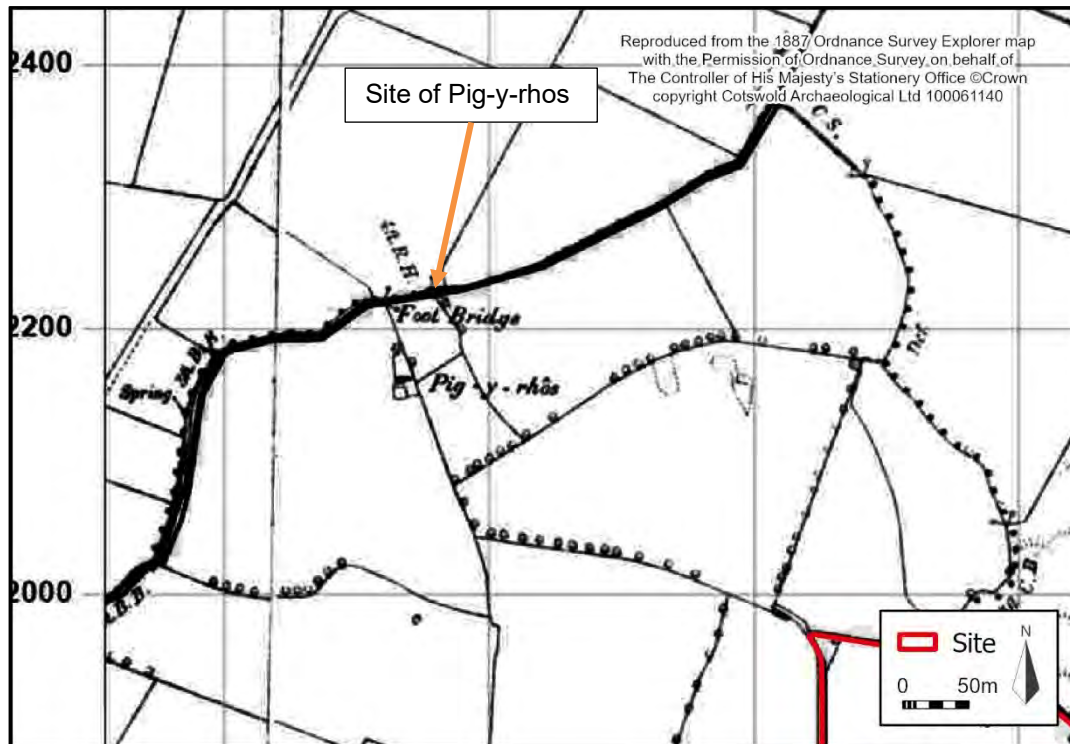 2400
Reproduced from the 1887 Ordnance Survey Explorer map
with the Permission of Ordnance Survey on behalf of
The Controller of His Majesty's Stationery Office ©Crown
copyright Cotswold Archaeological Ltd 100061140
Site of Pig-y-rhos
C.S.
4ft.R.H.
Foot Bridge
2200
Def.
Pig-y-rhôs
Spring
2000
C.B.
Site
N
0 50m